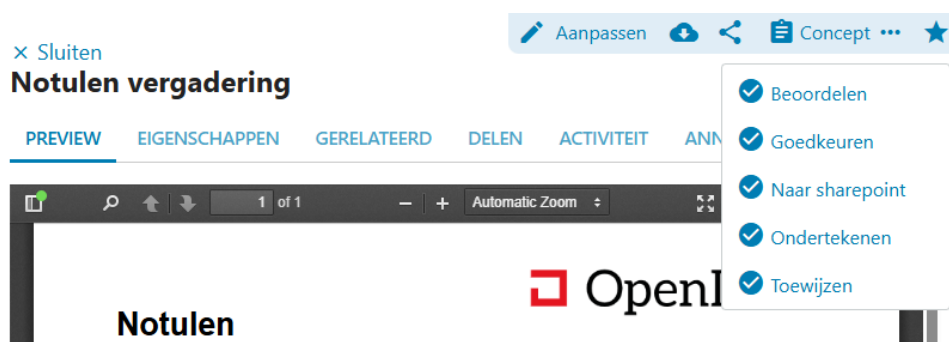 Aanpassen Concept
× Sluiten
Notulen vergadering
Beoordelen
Goedkeuren
Naar sharepoint
Ondertekenen
Toewijzen
PREVIEW EIGENSCHAPPEN GERELATEERD DELEN ACTIVITEIT
1 of 1 Automatic Zoom
Notulen